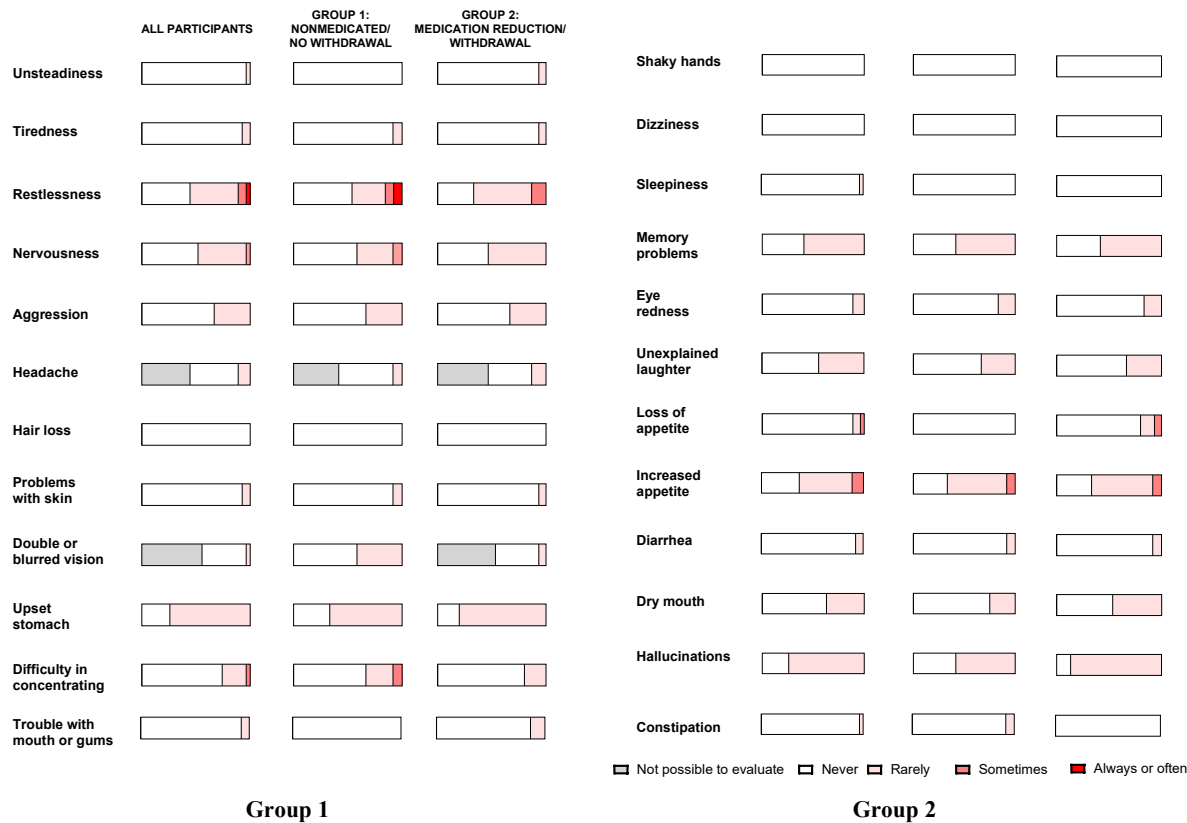 ALL PARTICIPANTS
GROUP 1:
NONMEDICATED/
NO WITHDRAWAL
GROUP 2:
MEDICATION REDUCTION/
WITHDRAWAL
Unsteadiness
Tiredness
Restlessness
Nervousness
Aggression
Headache
Hair loss
Problems
with skin
Double or
blurred vision
Upset
stomach
Difficulty in
concentrating
Trouble with
mouth or gums
Shaky hands
Dizziness
Sleepiness
Memory
problems
Eye
redness
Unexplained
laughter
Loss of
appetite
Increased
appetite
Diarrhea
Dry mouth
Hallucinations
Constipation
Not possible to evaluate Never Rarely Sometimes Always or often
Group 1 Group 2